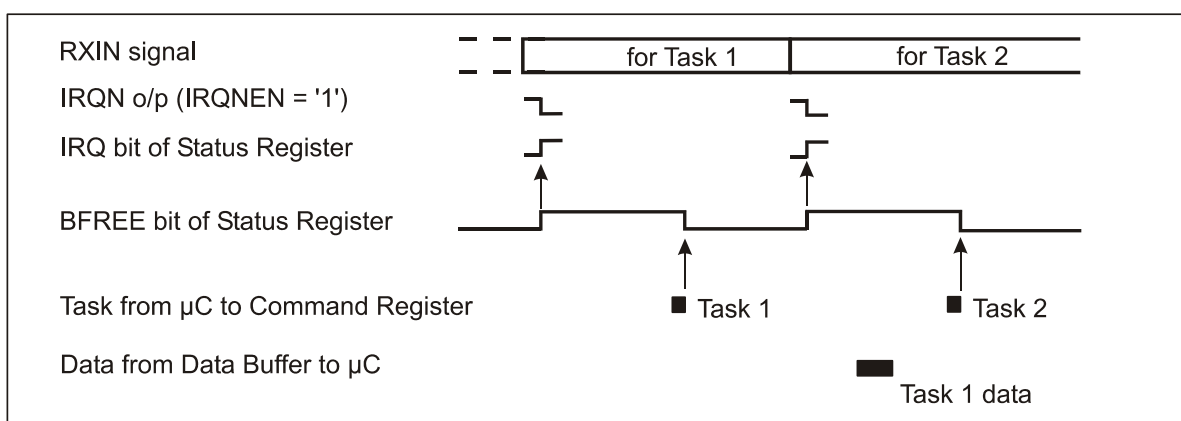 RXIN signal for Task 1 for Task 2
IRQN o/p (IRQNEN = '1')
IRQ bit of Status Register
BFREE bit of Status Register
Task from µC to Command Register Task 1 Task 2
Data from Data Buffer to µC
Task 1 data